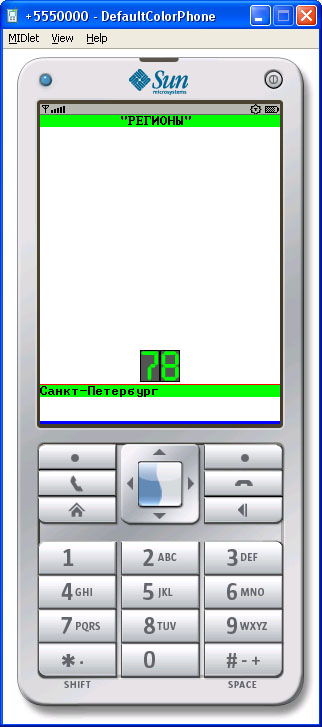 +5550000 - DefaultColorPhone
MIDlet View Help
Sun
microsystems
"РЕГИОНЫ"
78
Санкт-Петербург
1 2 ABC 3 DEF
4 GHI 5 JKL 6 MNO
7 PQRS 8 TUV 9 WXYZ
* . 0 # - +
SHIFT SPACE